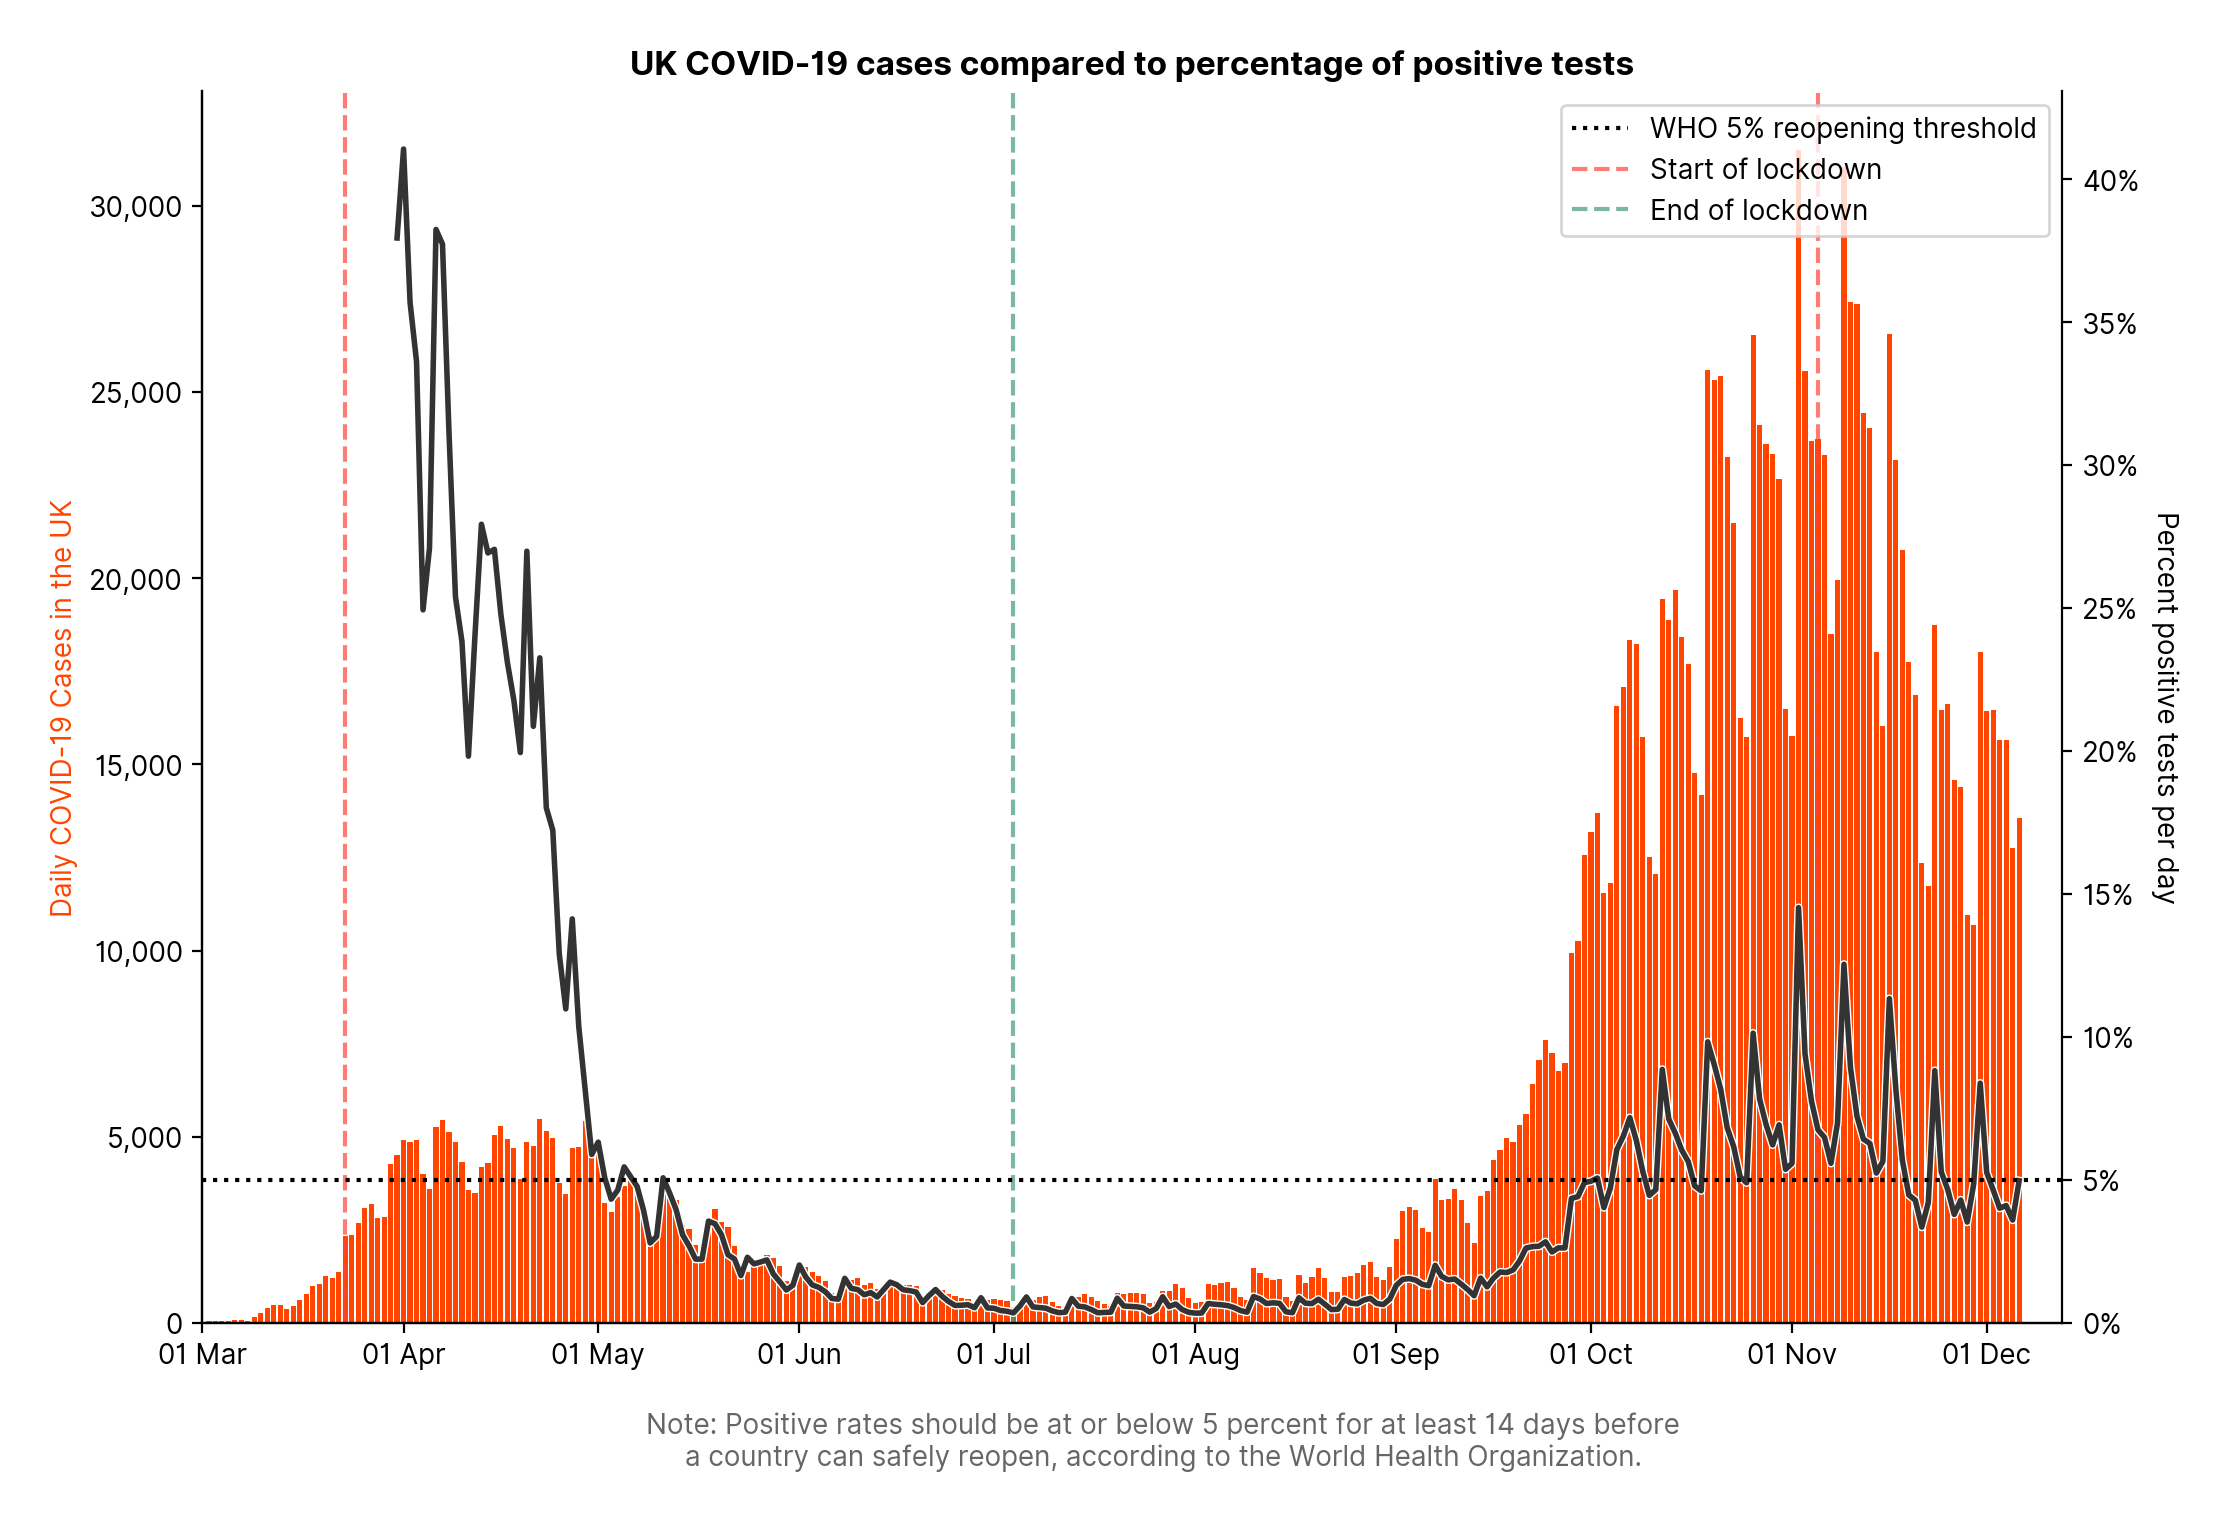 UK COVID-19 cases compared to percentage of positive tests
WHO 5% reopening threshold
Start of lockdown
End of lockdown
Daily COVID-19 Cases in the UK
30,000
25,000
20,000
15,000
10,000
5,000
0
40%
35%
30%
25%
20%
15%
10%
5%
0%
Percent positive tests per day
01 Mar
01 Apr
01 May
01 Jun
01 Jul
01 Aug
01 Sep
01 Oct
01 Nov
01 Dec
Note: Positive rates should be at or below 5 percent for at least 14 days before
a country can safely reopen, according to the World Health Organization.